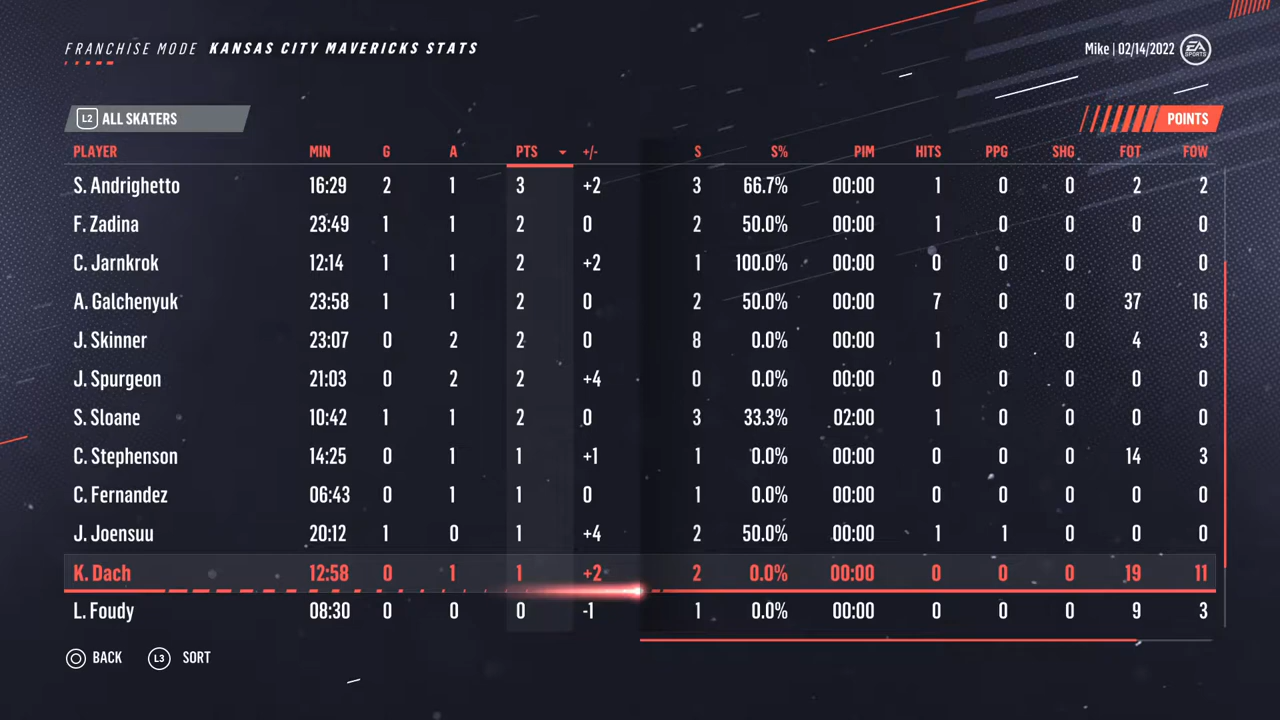 FRANCHISE MODE KANSAS CITY MAVERICKS STATS
Mike | 02/14/2022 EA SPORTS
L2 ALL SKATERS
POINTS
PLAYER MIN G A PTS +/- S S% PIM HITS PPG SHG FOT FOW
S. Andrighetto 16:29 2 1 3 +2 3 66.7% 00:00 1 0 0 2 2
F. Zadina 23:49 1 1 2 0 2 50.0% 00:00 1 0 0 0 0
C. Jarnkrok 12:14 1 1 2 +2 1 100.0% 00:00 0 0 0 0 0
A. Galchenyuk 23:58 1 1 2 0 2 50.0% 00:00 7 0 0 37 16
J. Skinner 23:07 0 2 2 0 8 0.0% 00:00 1 0 0 4 3
J. Spurgeon 21:03 0 2 2 +4 0 0.0% 00:00 0 0 0 0 0
S. Sloane 10:42 1 1 2 0 3 33.3% 02:00 1 0 0 0 0
C. Stephenson 14:25 0 1 1 +1 1 0.0% 00:00 0 0 0 14 3
C. Fernandez 06:43 0 1 1 0 1 0.0% 00:00 0 0 0 0 0
J. Joensuu 20:12 1 0 1 +4 2 50.0% 00:00 1 1 0 0 0
K. Dach 12:58 0 1 1 +2 2 0.0% 00:00 0 0 0 19 11
L. Foudy 08:30 0 0 0 -1 1 0.0% 00:00 0 0 0 9 3
BACK L3 SORT